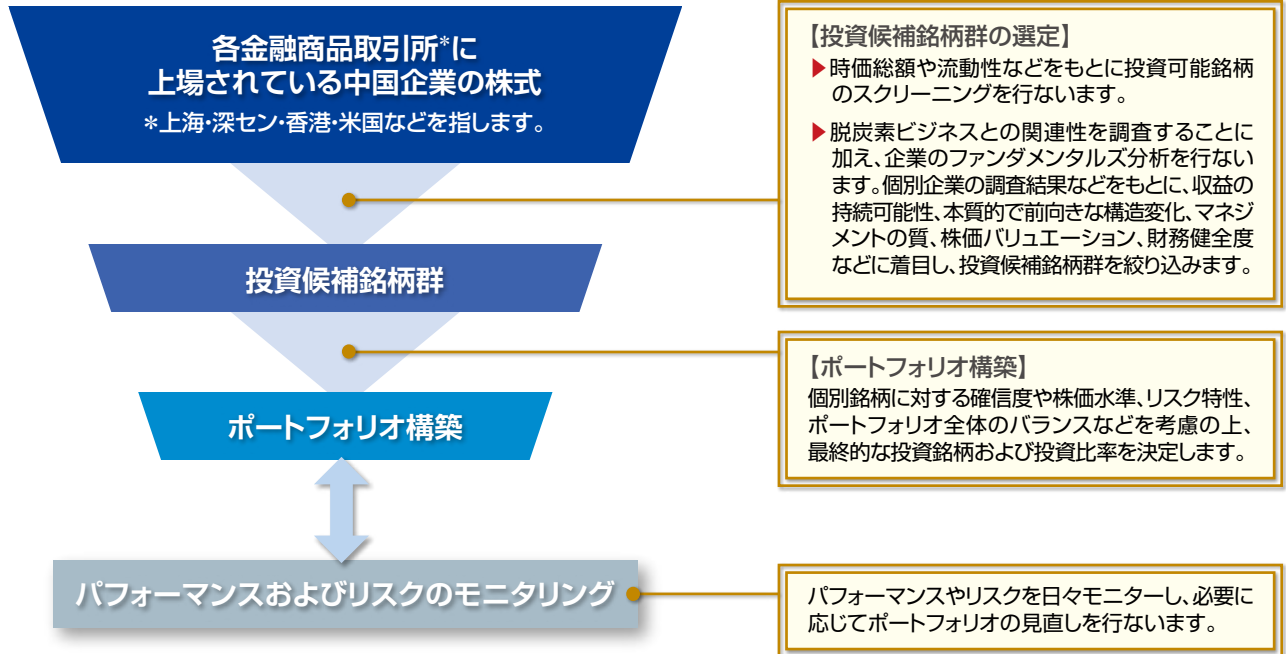 各金融商品取引所*に
上場されている中国企業の株式
*上海・深セン・香港・米国などを指します。
【投資候補銘柄群の選定】
▶時価総額や流動性などをもとに投資可能銘柄
のスクリーニングを行ないます。
▶脱炭素ビジネスとの関連性を調査することに
加え、企業のファンダメンタルズ分析を行ない
ます。個別企業の調査結果などをもとに、収益の
持続可能性、本質的で前向きな構造変化、マネジ
メントの質、株価バリュエーション、財務健全度
などに着目し、投資候補銘柄群を絞り込みます。
投資候補銘柄群
【ポートフォリオ構築】
個別銘柄に対する確信度や株価水準、リスク特性、
ポートフォリオ全体のバランスなどを考慮の上、
最終的な投資銘柄および投資比率を決定します。
ポートフォリオ構築
パフォーマンスおよびリスクのモニタリング
パフォーマンスやリスクを日々モニターし、必要に
応じてポートフォリオの見直しを行ないます。